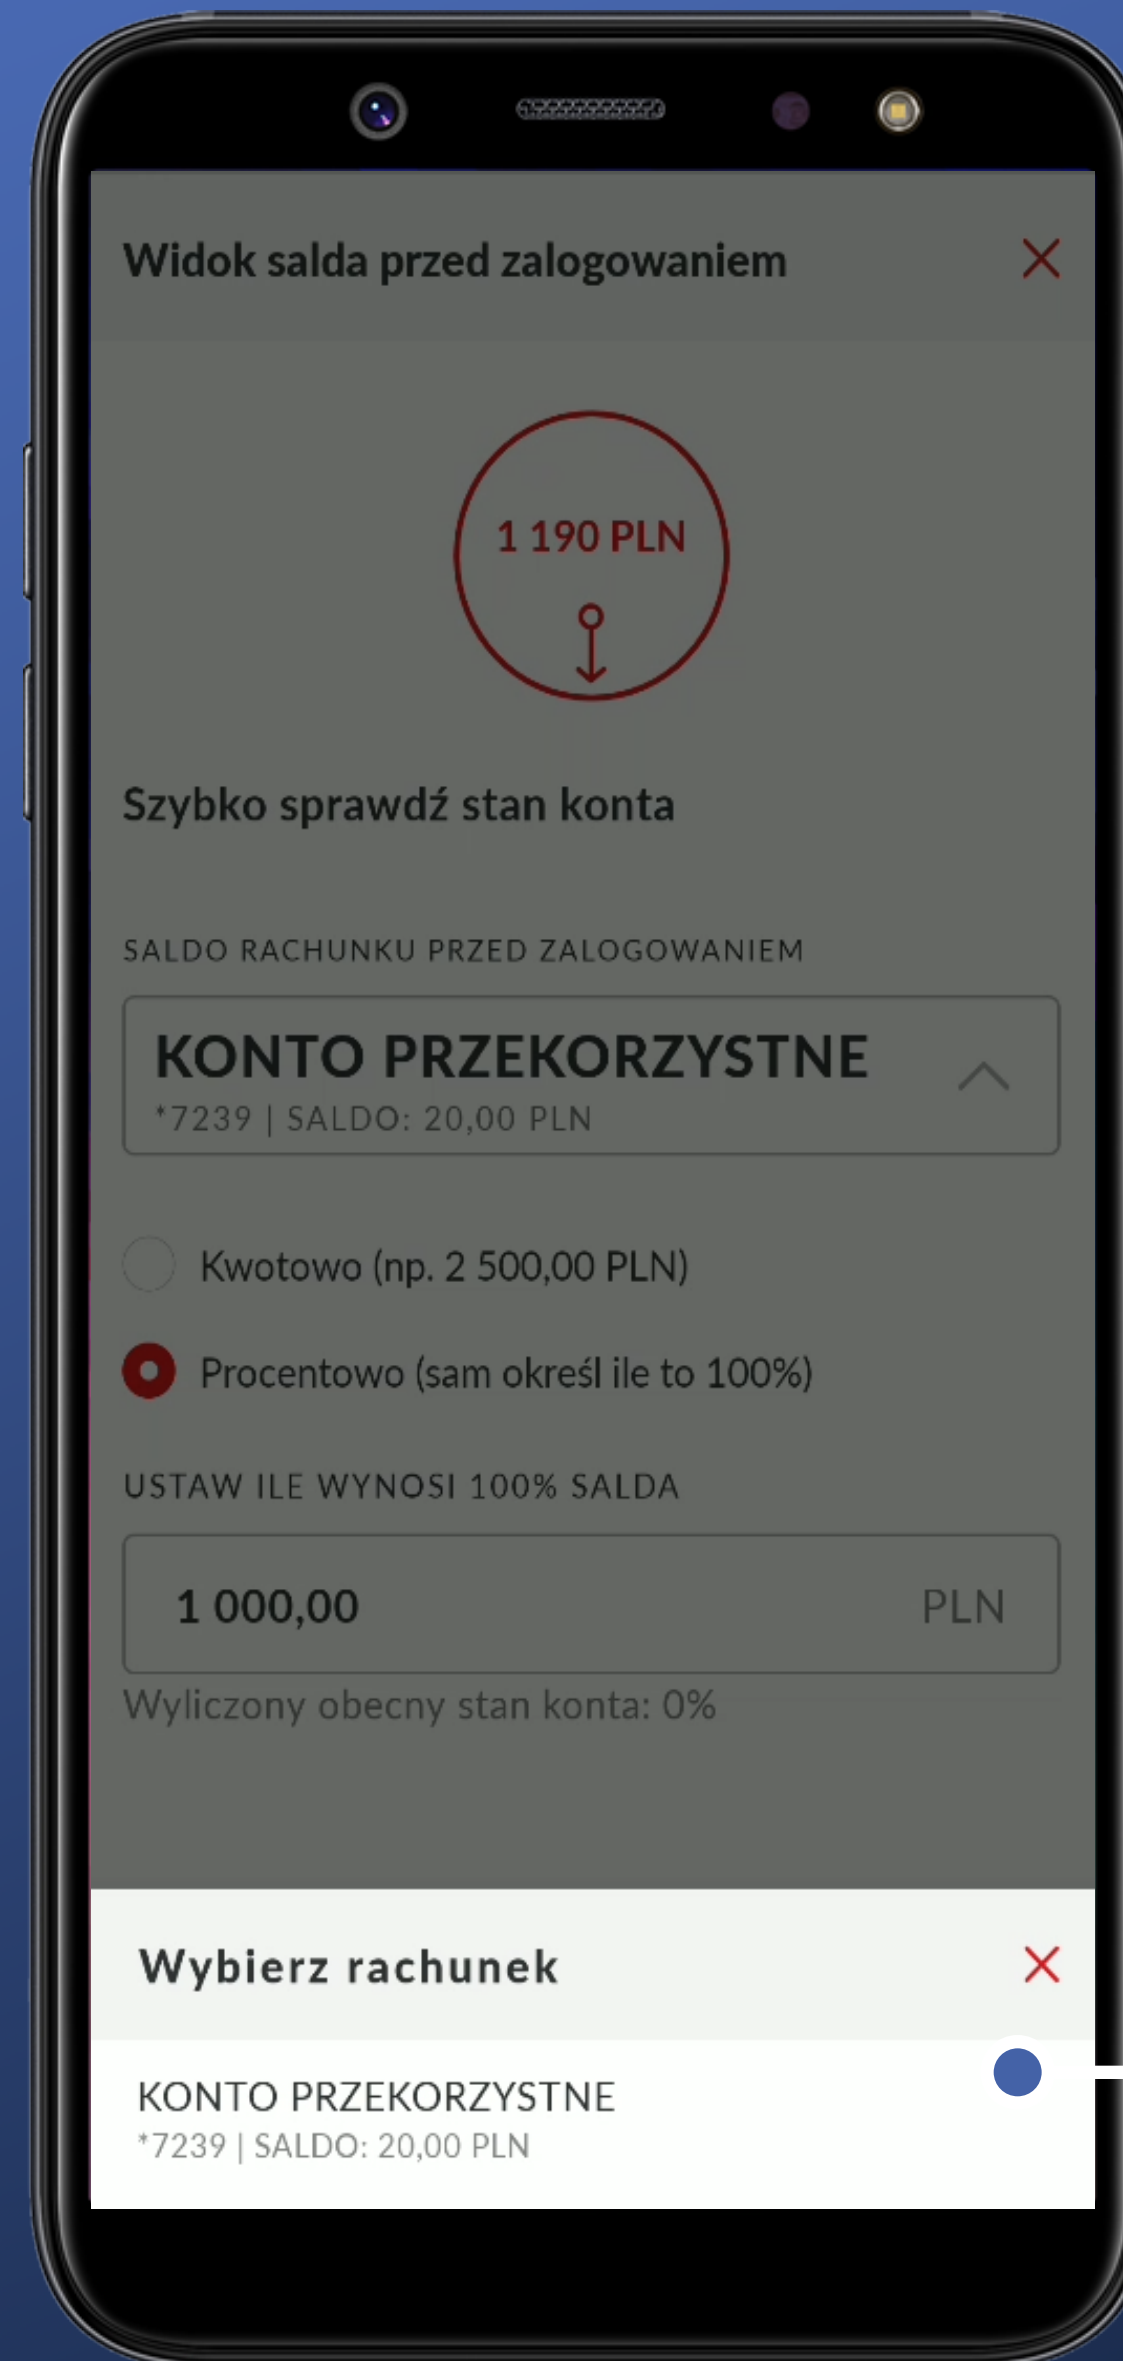 Widok salda przed zalogowaniem
1 190 PLN
Szybko sprawdź stan konta
SALDO RACHUNKU PRZED ZALOGOWANIEM
KONTO PRZEKORZYSTNE
*7239 | SALDO: 20,00 PLN
Kwotowo (np. 2 500,00 PLN)
Procentowo (sam określ ile to 100%)
USTAW ILE WYNOSI 100% SALDA
1 000,00 PLN
Wyliczony obecny stan konta: 0%
Wybierz rachunek
KONTO PRZEKORZYSTNE
*7239 | SALDO: 20,00 PLN